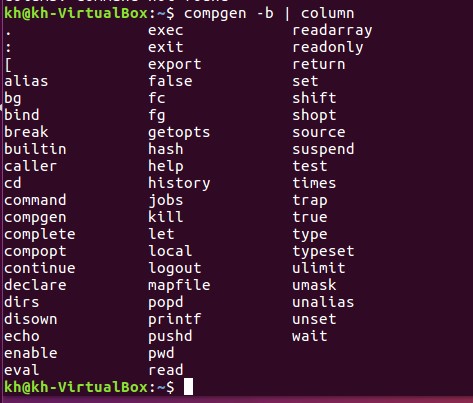 kh@kh-VirtualBox:~$ compgen -b | column
. exec readarray
: exit readonly
[ export return
alias false set
bg fc shift
bind fg shopt
break getopts source
builtin hash suspend
caller help test
cd history times
command jobs trap
compgen kill true
complete let type
compopt local typeset
continue logout ulimit
declare mapfile umask
dirs popd unalias
disown printf unset
echo pushd wait
enable pwd
eval read
kh@kh-VirtualBox:~$